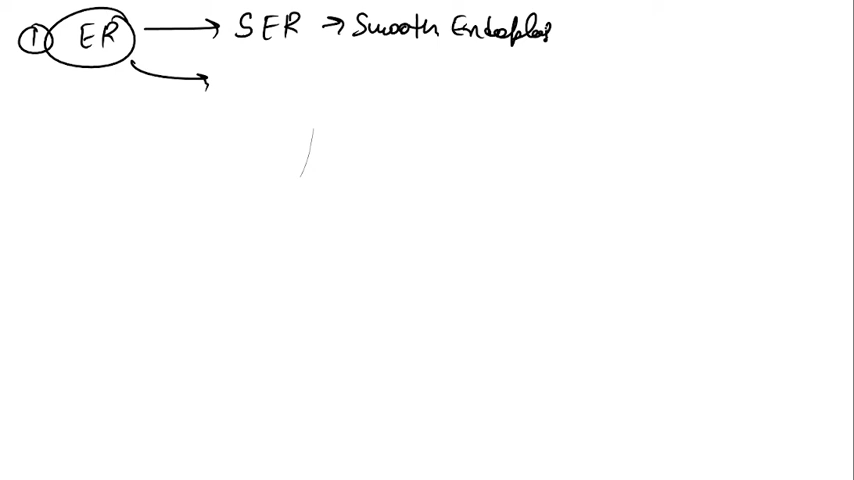 ① ER → SER → Smooth Endoplas